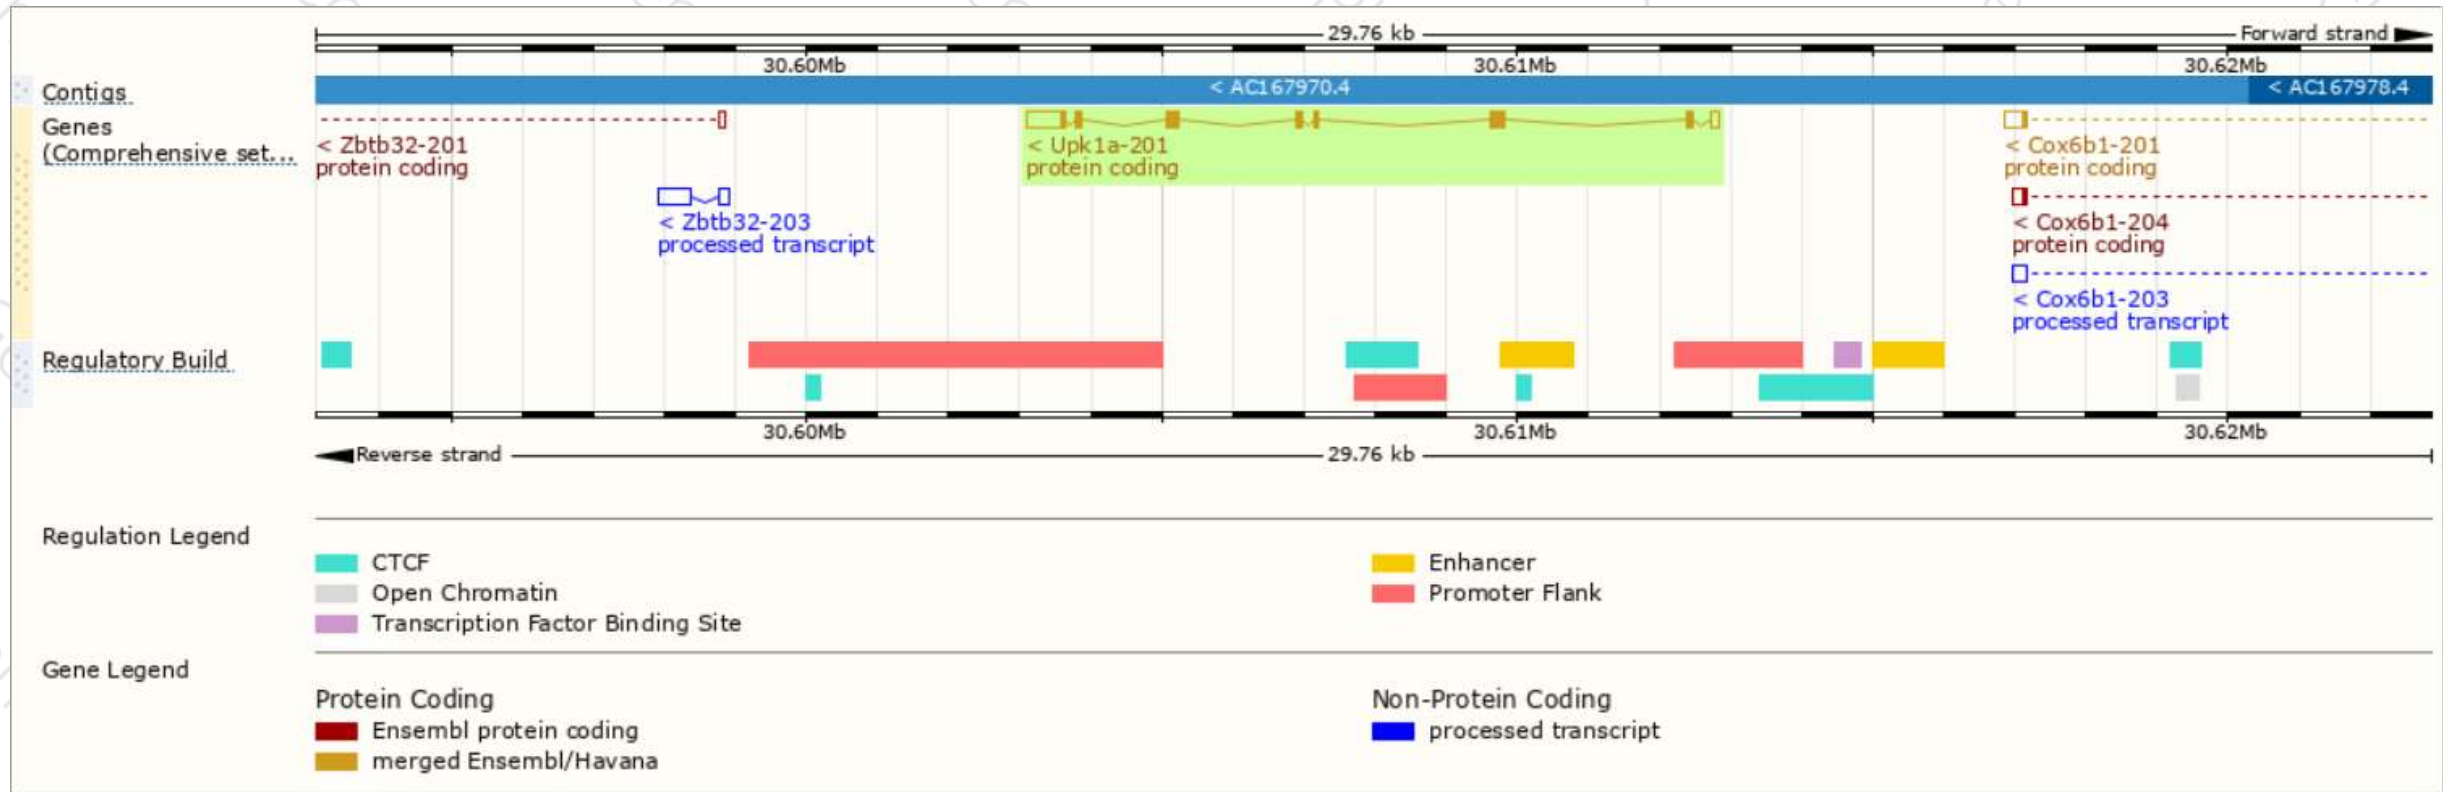 29.76 kb
Forward strand
30.60Mb
30.61Mb
30.62Mb
Contigs
< AC167970.4
< AC167978.4
Genes
(Comprehensive set...
< Zbtb32-201
protein coding
< Upk1a-201
protein coding
< Cox6b1-201
protein coding
< Zbtb32-203
processed transcript
< Cox6b1-204
protein coding
< Cox6b1-203
processed transcript
Regulatory Build
30.60Mb
30.61Mb
30.62Mb
Reverse strand
29.76 kb
Regulation Legend
CTCF
Enhancer
Open Chromatin
Promoter Flank
Transcription Factor Binding Site
Gene Legend
Protein Coding
Non-Protein Coding
Ensembl protein coding
processed transcript
merged Ensembl/Havana